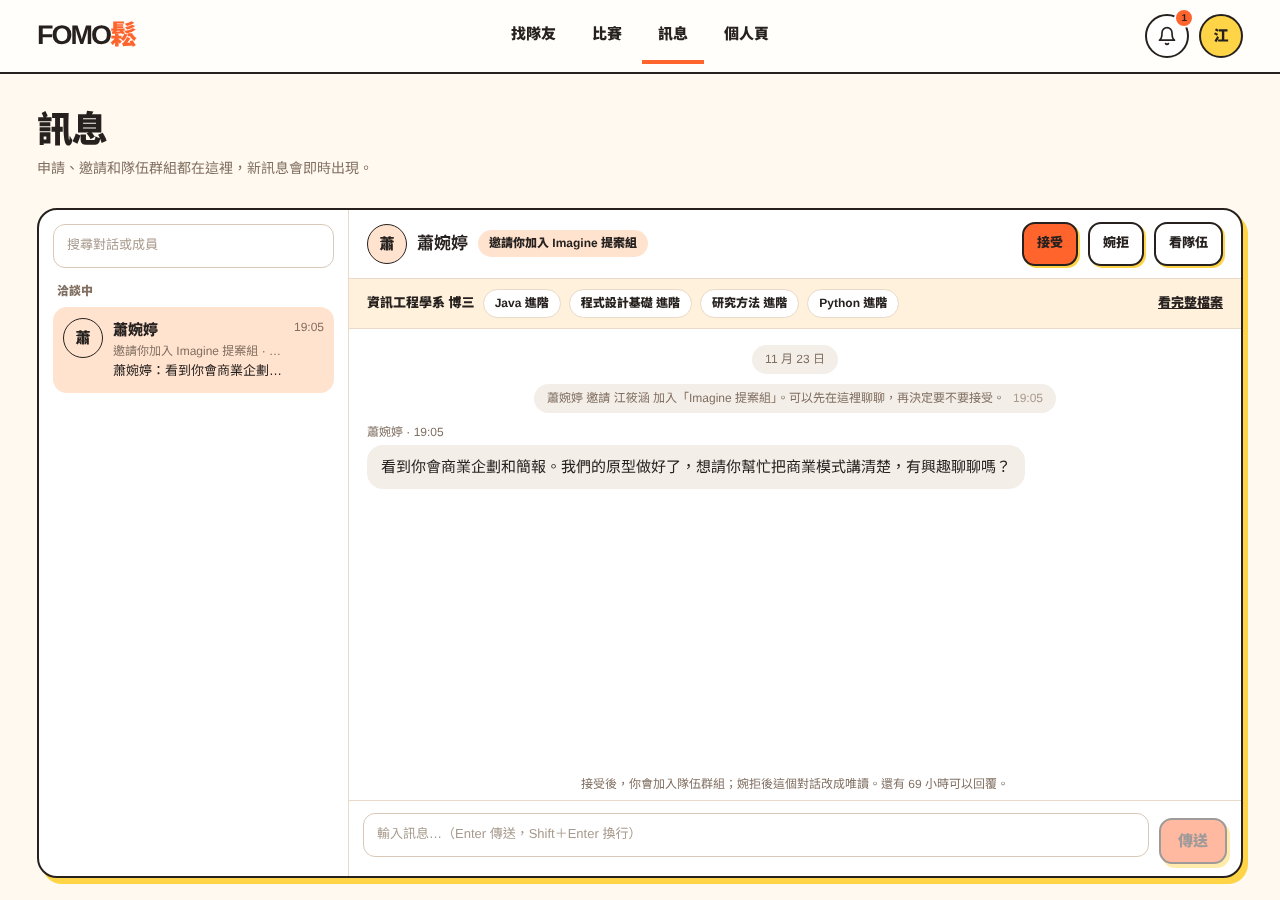 FOMO鬆
找隊友 比賽 訊息 個人頁
1
江
訊息
申請、邀請和隊伍群組都在這裡，新訊息會即時出現。
搜尋對話或成員
洽談中
蕭
蕭婉婷
19:05
邀請你加入 Imagine 提案組 · …
蕭婉婷：看到你會商業企劃…
蕭
蕭婉婷
邀請你加入 Imagine 提案組
接受 婉拒 看隊伍
資訊工程學系 博三 Java 進階 程式設計基礎 進階 研究方法 進階 Python 進階 看完整檔案
11 月 23 日
蕭婉婷 邀請 江筱涵 加入「Imagine 提案組」。可以先在這裡聊聊，再決定要不要接受。 19:05
蕭婉婷 · 19:05
看到你會商業企劃和簡報。我們的原型做好了，想請你幫忙把商業模式講清楚，有興趣聊聊嗎？
接受後，你會加入隊伍群組；婉拒後這個對話改成唯讀。還有 69 小時可以回覆。
輸入訊息…（Enter 傳送，Shift＋Enter 換行）
傳送